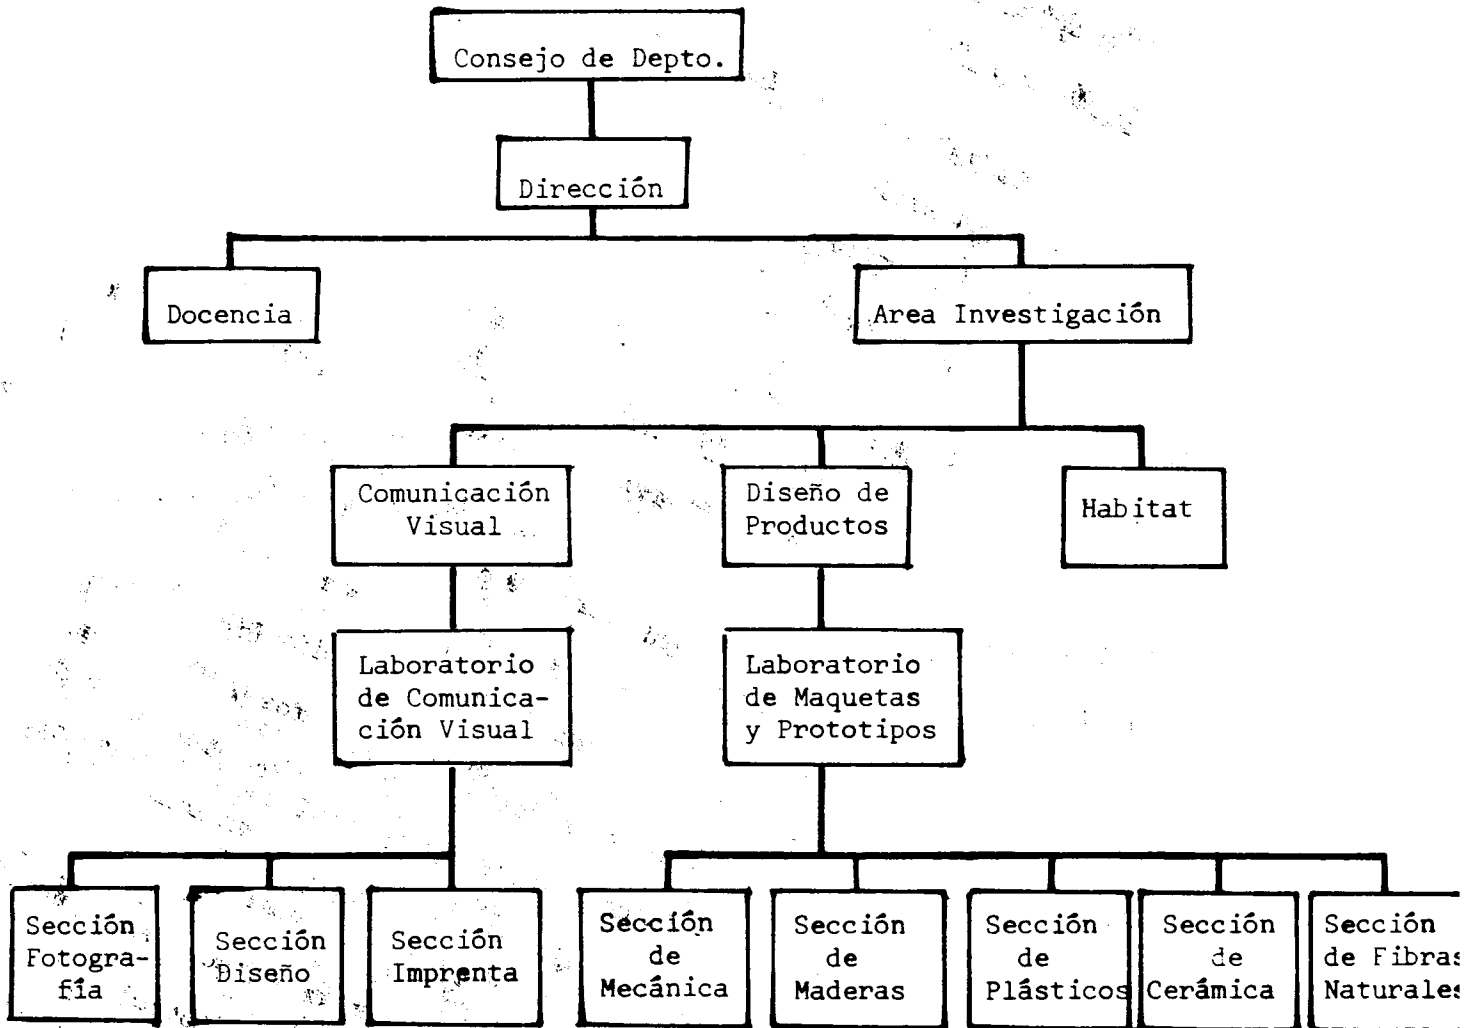 Consejo de Depto.
Dirección
Docencia
Area Investigación
Comunicación
Visual
Diseño de
Productos
Habitat
Laboratorio
de Comunica-
ción Visual
Laboratorio
de Maquetas
y Prototipos
Sección
Fotogra-
fía
Sección
Diseño
Sección
Imprenta
Sección
de
Mecánica
Sección
de
Maderas
Sección
de
Plásticos
Sección
de
Cerámica
Sección
de Fibras
Naturales